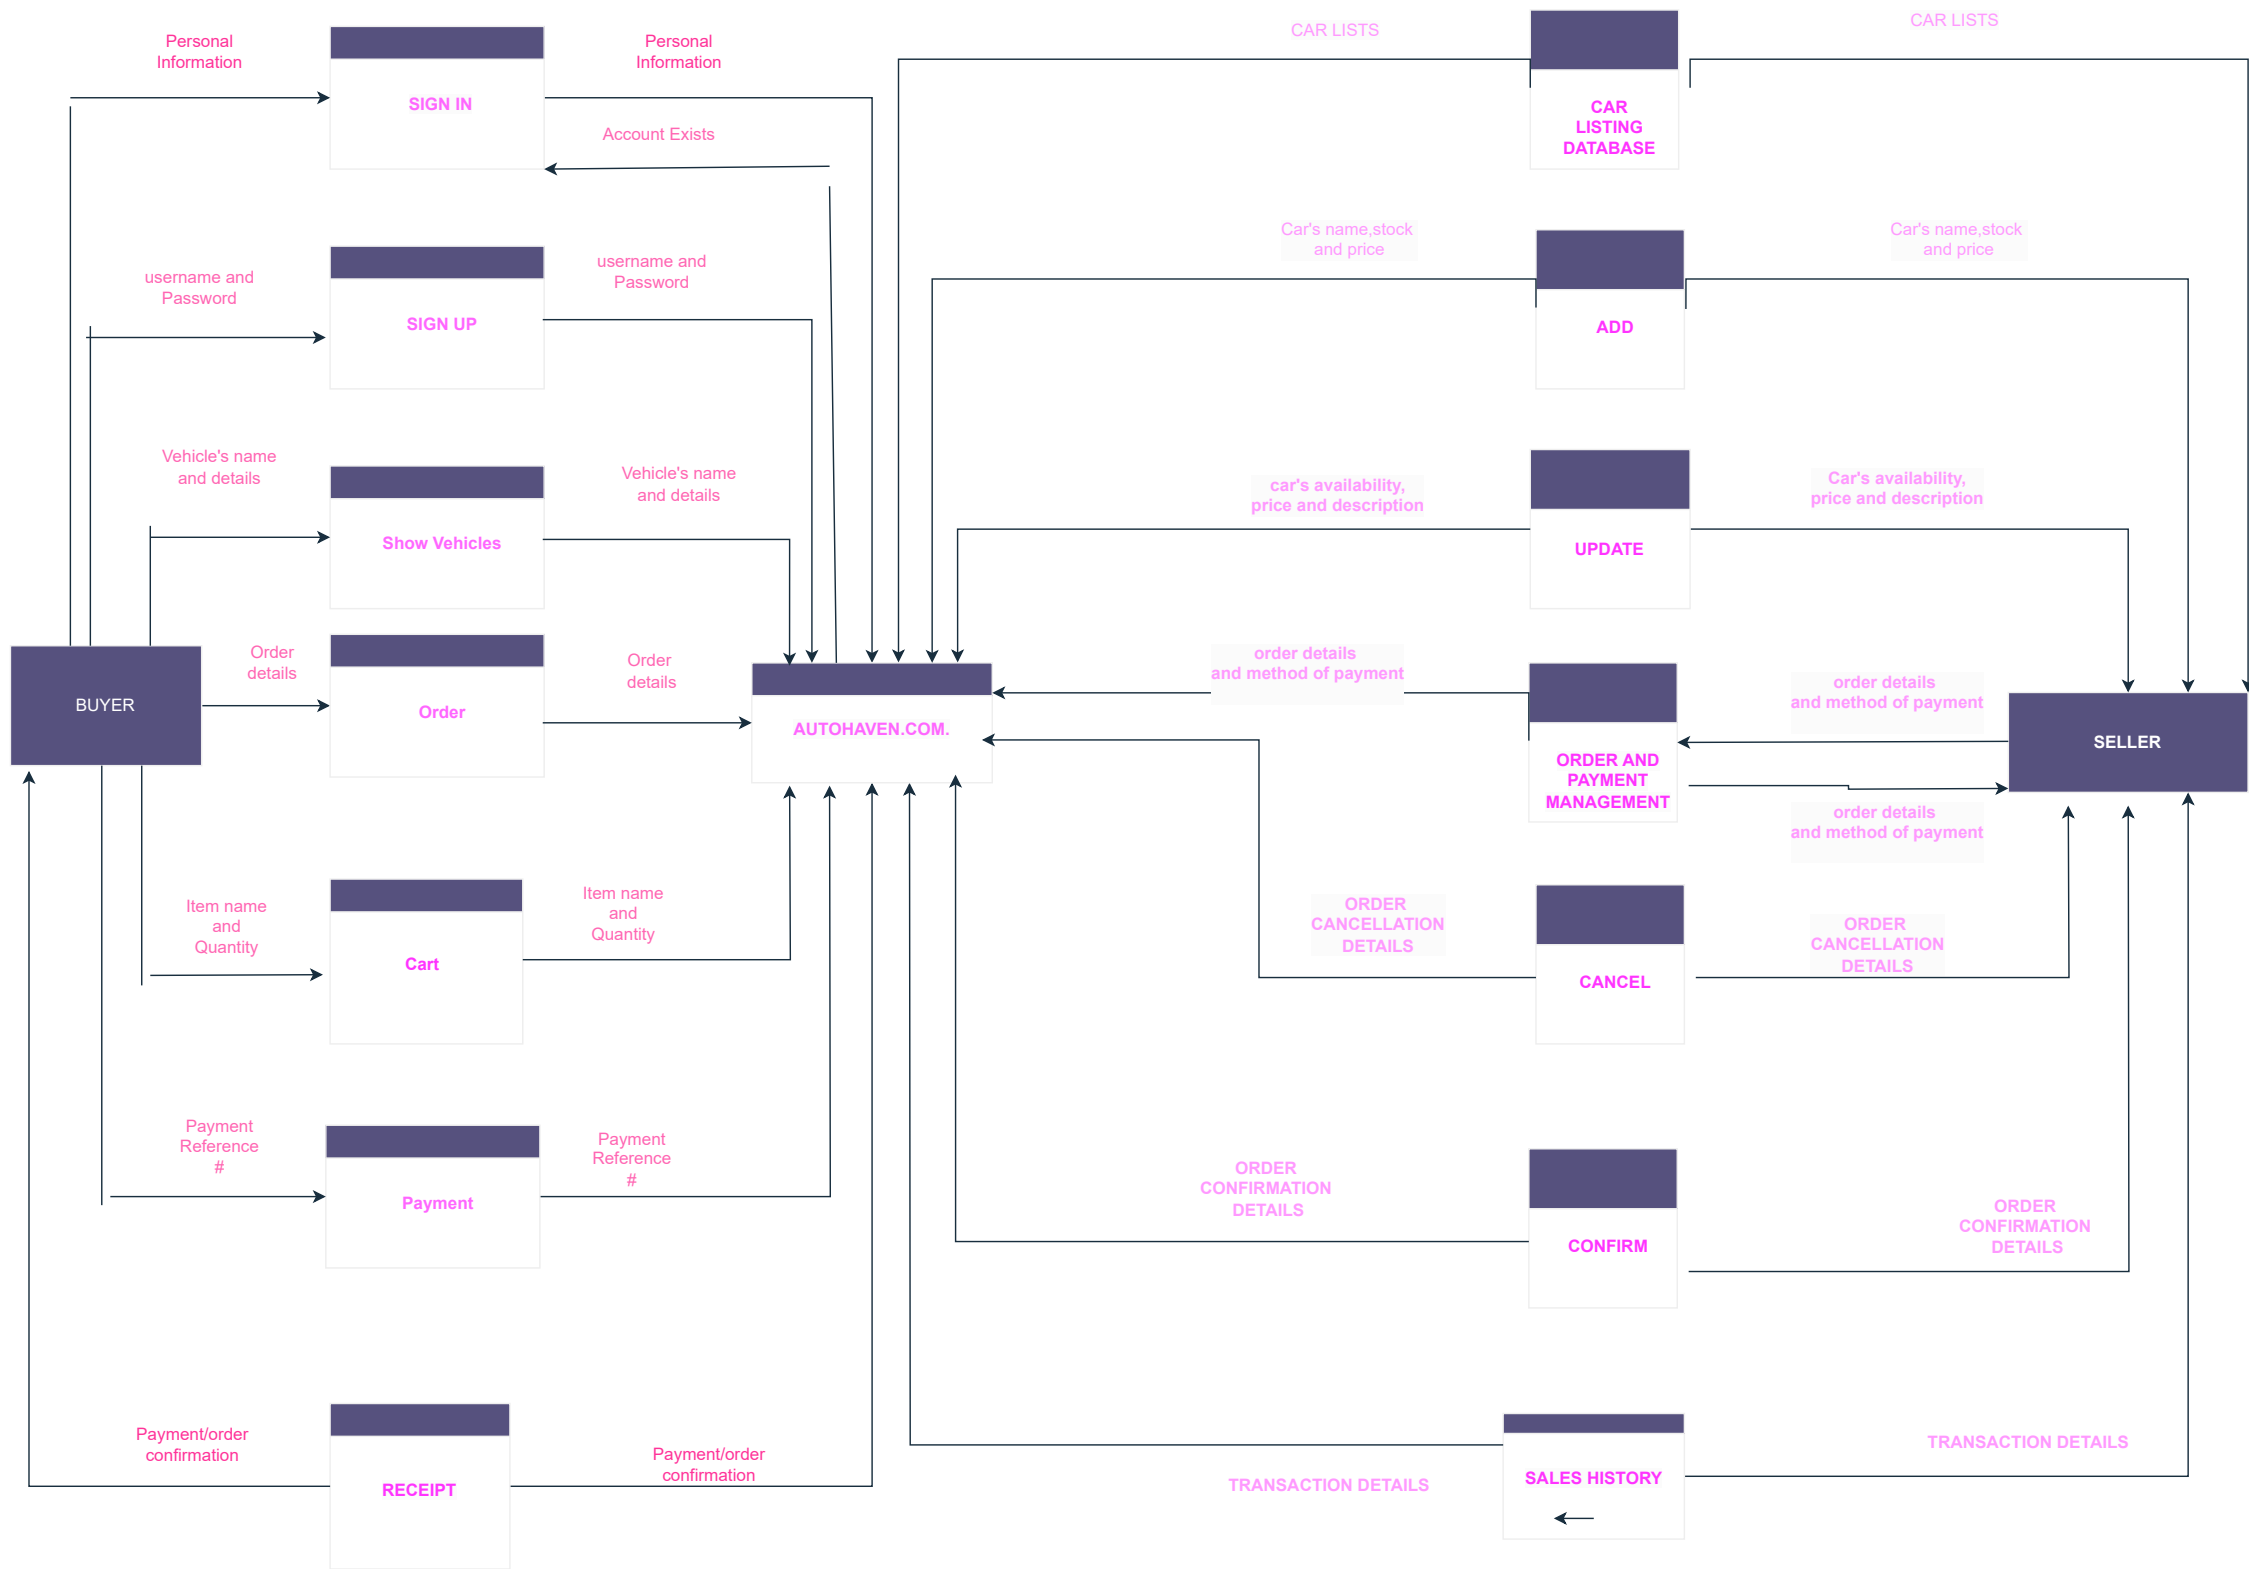 CAR LISTS
CAR LISTS
Personal
Information
Personal
Information
SIGN IN
CAR
LISTING
DATABASE
Account Exists
Car's name,stock
and price
Car's name,stock
and price
username and
Password
username and
Password
SIGN UP
ADD
Vehicle's name
and details
Vehicle's name
and details
car's availability,
price and description
Car's availability,
price and description
Show Vehicles
UPDATE
Order
details
Order
details
order details
and method of payment
order details
and method of payment
BUYER
Order
AUTOHAVEN.COM.
SELLER
ORDER AND
PAYMENT
MANAGEMENT
order details
and method of payment
Item name
and
Quantity
Item name
and
Quantity
ORDER
CANCELLATION
DETAILS
ORDER
CANCELLATION
DETAILS
Cart
CANCEL
Payment
Reference
#
Payment
Reference
#
ORDER
CONFIRMATION
DETAILS
ORDER
CONFIRMATION
DETAILS
Payment
CONFIRM
Payment/order
confirmation
Payment/order
confirmation
TRANSACTION DETAILS
TRANSACTION DETAILS
RECEIPT
SALES HISTORY